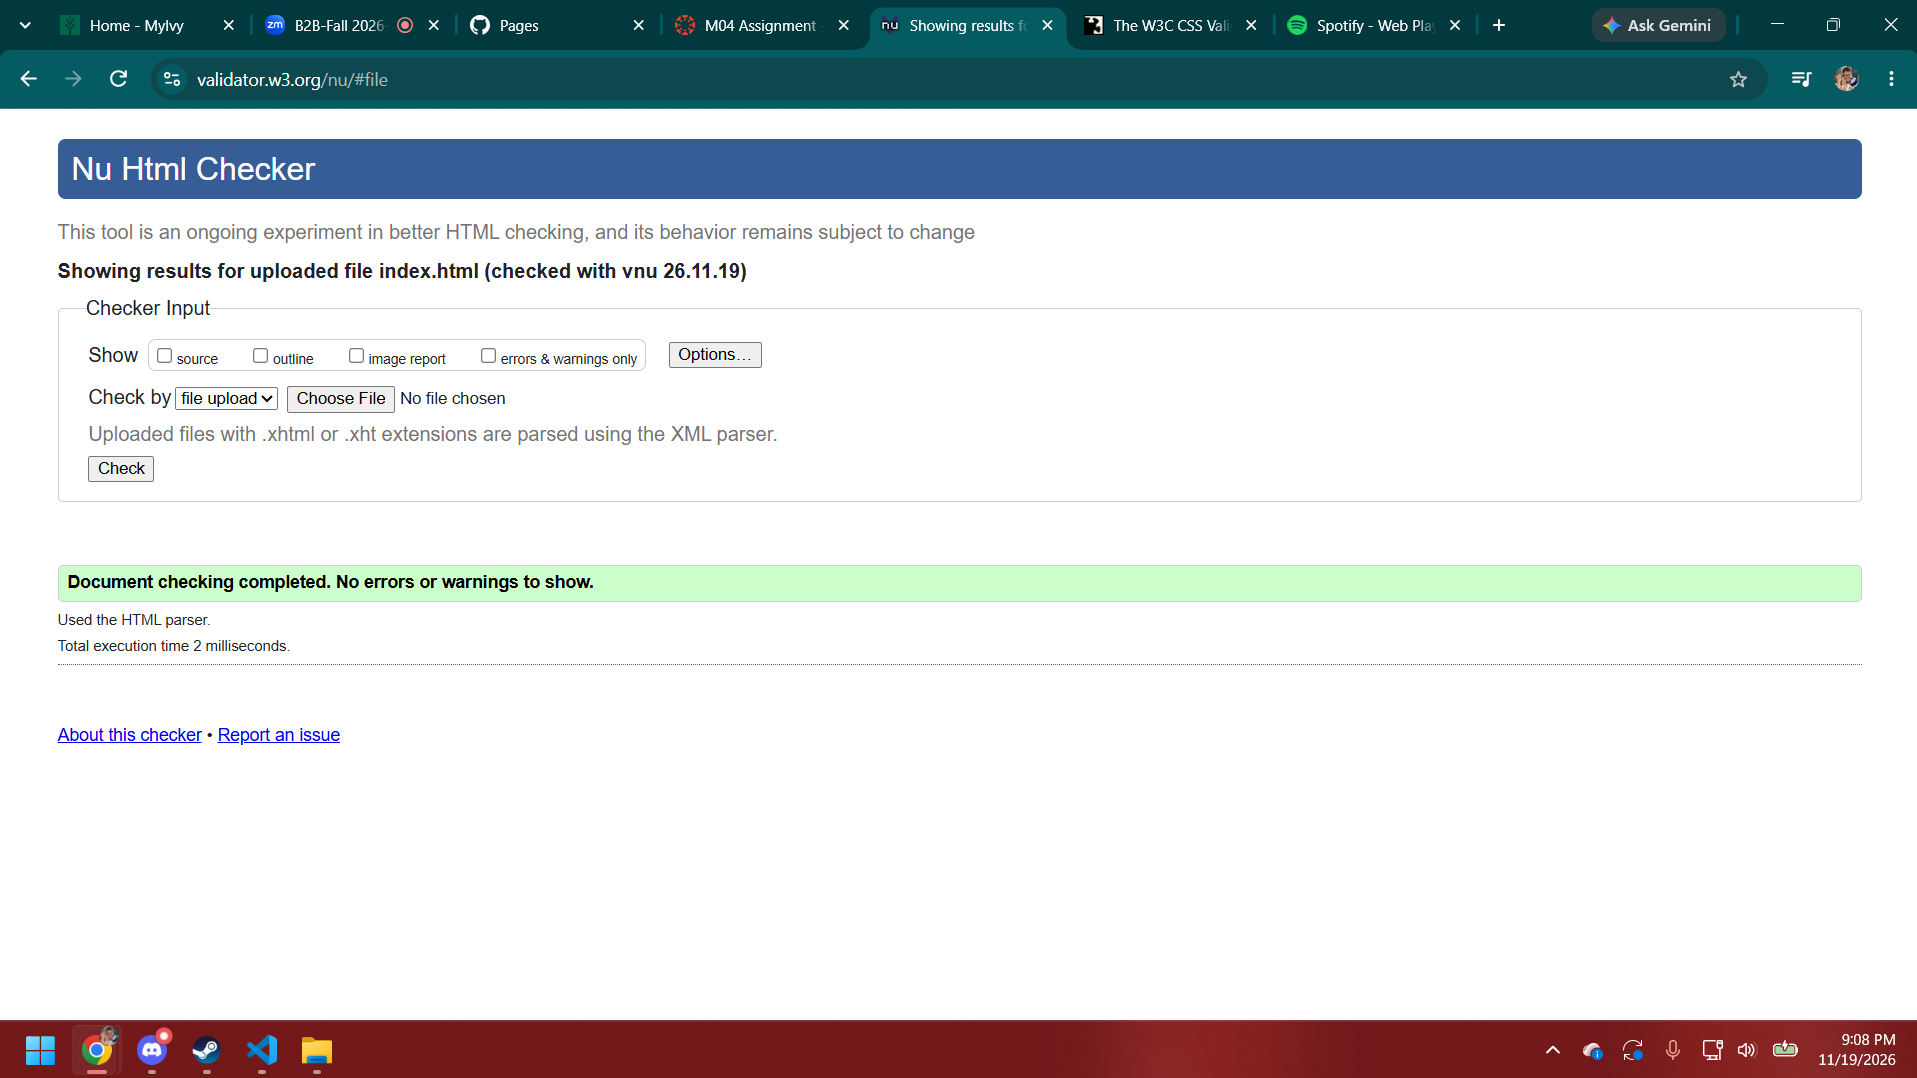 Home - MyIvy
B2B-Fall 2026-
Pages
M04 Assignment -
Showing results fo
The W3C CSS Vali
Spotify - Web Play
Ask Gemini
validator.w3.org/nu/#file
Nu Html Checker
This tool is an ongoing experiment in better HTML checking, and its behavior remains subject to change
Showing results for uploaded file index.html (checked with vnu 26.11.19)
Checker Input
Show source outline image report errors & warnings only Options...
Check by file upload Choose File No file chosen
Uploaded files with .xhtml or .xht extensions are parsed using the XML parser.
Check
Document checking completed. No errors or warnings to show.
Used the HTML parser.
Total execution time 2 milliseconds.
About this checker • Report an issue
9:08 PM
11/19/2026